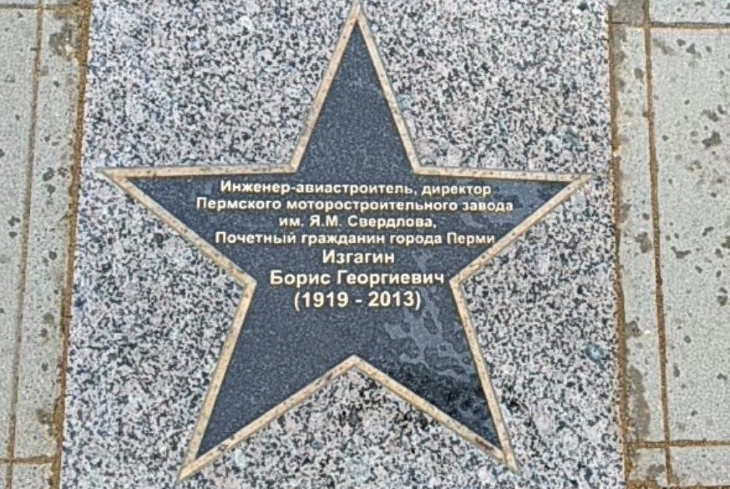 Инженер-авиастроитель, директор
Пермского моторостроительного завода
им. Я.М. Свердлова,
Почетный гражданин города Перми
Изгагин
Борис Георгиевич
(1919 - 2013)